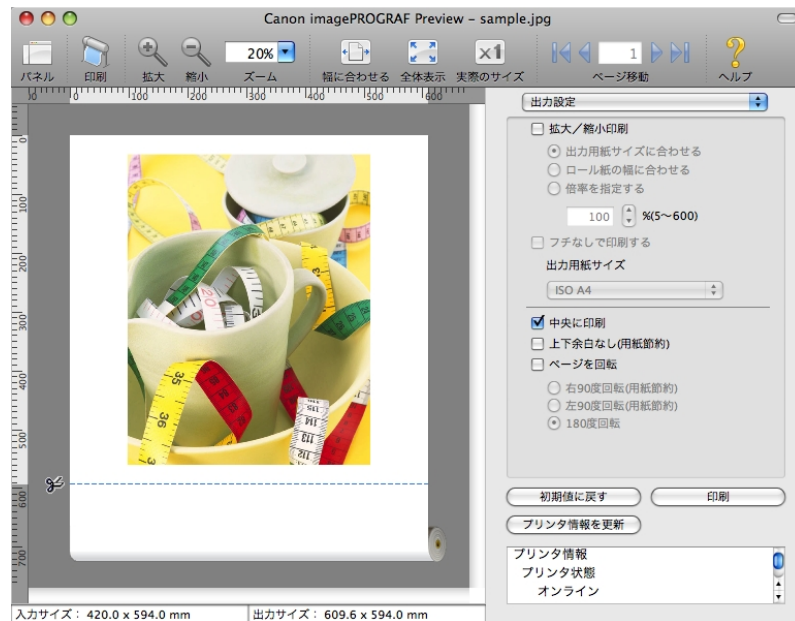 Canon imagePROGRAF Preview – sample.jpg
20%
1
パネル 印刷 拡大 縮小 ズーム 幅に合わせる 全体表示 実際のサイズ ページ移動 ヘルプ
0 100 200 300 400 500 600
出力設定
0
100
200
300
400
500
600
700
拡大／縮小印刷
出力用紙サイズに合わせる
ロール紙の幅に合わせる
倍率を指定する
100 %(5～600)
フチなしで印刷する
出力用紙サイズ
ISO A4
中央に印刷
上下余白なし(用紙節約)
ページを回転
右90度回転(用紙節約)
左90度回転(用紙節約)
180度回転
初期値に戻す 印刷
プリンタ情報を更新
プリンタ情報
プリンタ状態
オンライン
35
36
入力サイズ： 420.0 x 594.0 mm 出力サイズ： 609.6 x 594.0 mm